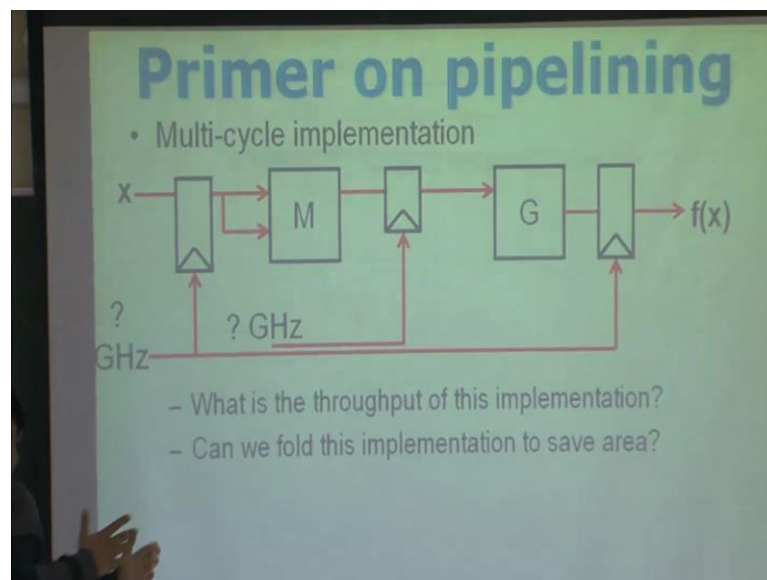 Primer on pipelining
• Multi-cycle implementation
x
M
G
f(x)
?
GHz
? GHz
– What is the throughput of this implementation?
– Can we fold this implementation to save area?